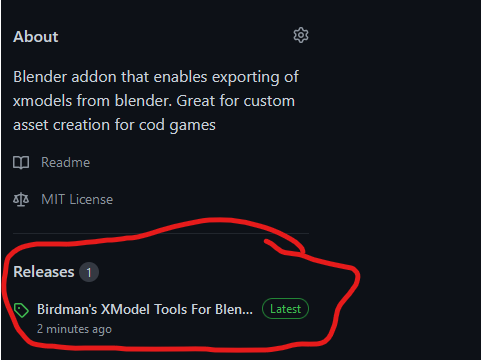 About
Blender addon that enables exporting of
xmodels from blender. Great for custom
asset creation for cod games
Readme
MIT License
Releases 1
Birdman's XModel Tools For Blen... Latest
2 minutes ago